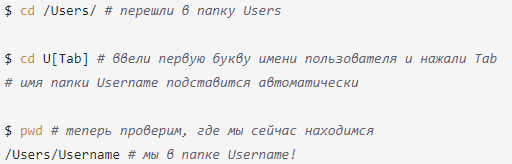 $ cd /Users/ # перешли в папку Users
$ cd U[Tab] # ввели первую букву имени пользователя и нажали Tab
# имя папки Username подставится автоматически
$ pwd # теперь проверим, где мы сейчас находимся
/Users/Username # мы в папке Username!